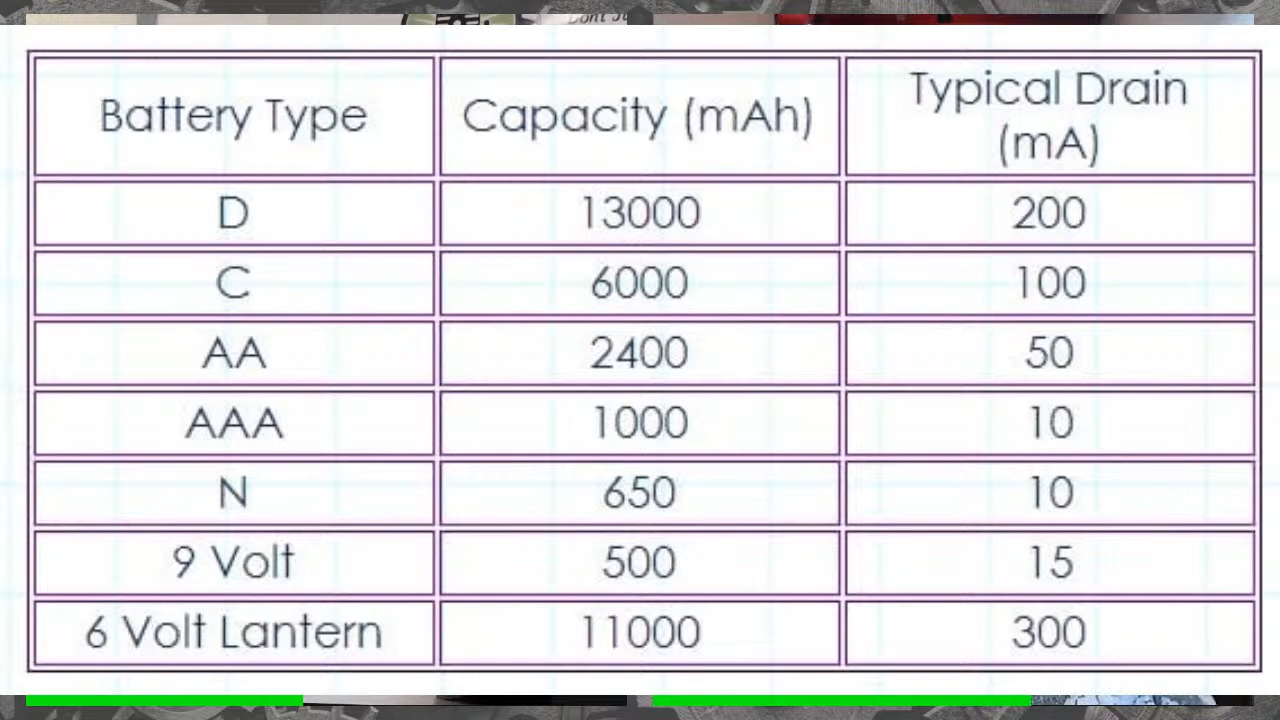 Battery Type Capacity (mAh) Typical Drain (mA)
D 13000 200
C 6000 100
AA 2400 50
AAA 1000 10
N 650 10
9 Volt 500 15
6 Volt Lantern 11000 300